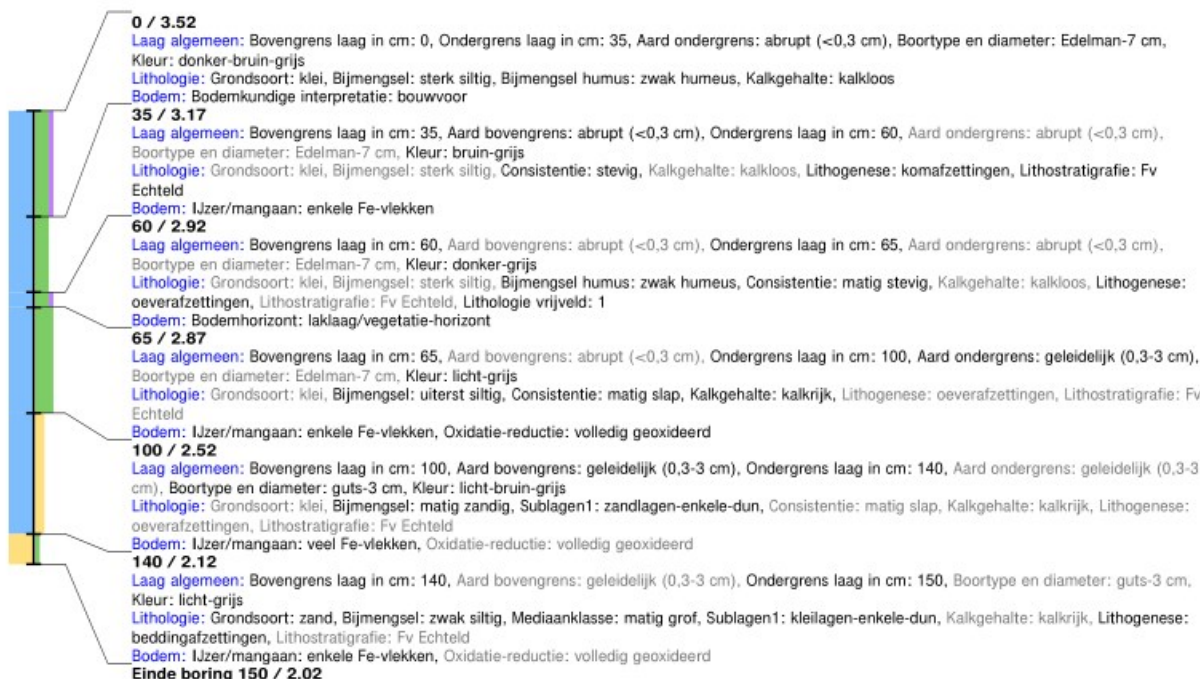 0 / 3.52
Laag algemeen: Bovengrens laag in cm: 0, Ondergrens laag in cm: 35, Aard ondergrens: abrupt (<0,3 cm), Boortype en diameter: Edelman-7 cm,
Kleur: donker-bruin-grijs
Lithologie: Grondsoort: klei, Bijmengsel: sterk siltig, Bijmengsel humus: zwak humeus, Kalkgehalte: kalkloos
Bodem: Bodemkundige interpretatie: bouwvoor
35 / 3.17
Laag algemeen: Bovengrens laag in cm: 35, Aard bovengrens: abrupt (<0,3 cm), Ondergrens laag in cm: 60, Aard ondergrens: abrupt (<0,3 cm),
Boortype en diameter: Edelman-7 cm, Kleur: bruin-grijs
Lithologie: Grondsoort: klei, Bijmengsel: sterk siltig, Consistentie: stevig, Kalkgehalte: kalkloos, Lithogenese: komafzettingen, Lithostratigrafie: Fv
Echteld
Bodem: IJzer/mangaan: enkele Fe-vlekken
60 / 2.92
Laag algemeen: Bovengrens laag in cm: 60, Aard bovengrens: abrupt (<0,3 cm), Ondergrens laag in cm: 65, Aard ondergrens: abrupt (<0,3 cm),
Boortype en diameter: Edelman-7 cm, Kleur: donker-grijs
Lithologie: Grondsoort: klei, Bijmengsel: sterk siltig, Bijmengsel humus: zwak humeus, Consistentie: matig stevig, Kalkgehalte: kalkloos, Lithogenese:
oeverafzettingen, Lithostratigrafie: Fv Echteld, Lithologie vrijveld: 1
Bodem: Bodemhorizont: laklaag/vegetatie-horizont
65 / 2.87
Laag algemeen: Bovengrens laag in cm: 65, Aard bovengrens: abrupt (<0,3 cm), Ondergrens laag in cm: 100, Aard ondergrens: geleidelijk (0,3-3 cm),
Boortype en diameter: Edelman-7 cm, Kleur: licht-grijs
Lithologie: Grondsoort: klei, Bijmengsel: uiterst siltig, Consistentie: matig slap, Kalkgehalte: kalkrijk, Lithogenese: oeverafzettingen, Lithostratigrafie: Fv
Echteld
Bodem: IJzer/mangaan: enkele Fe-vlekken, Oxidatie-reductie: volledig geoxideerd
100 / 2.52
Laag algemeen: Bovengrens laag in cm: 100, Aard bovengrens: geleidelijk (0,3-3 cm), Ondergrens laag in cm: 140, Aard ondergrens: geleidelijk (0,3-3
cm), Boortype en diameter: guts-3 cm, Kleur: licht-bruin-grijs
Lithologie: Grondsoort: klei, Bijmengsel: matig zandig, Sublagen1: zandlagen-enkele-dun, Consistentie: matig slap, Kalkgehalte: kalkrijk, Lithogenese:
oeverafzettingen, Lithostratigrafie: Fv Echteld
Bodem: IJzer/mangaan: veel Fe-vlekken, Oxidatie-reductie: volledig geoxideerd
140 / 2.12
Laag algemeen: Bovengrens laag in cm: 140, Aard bovengrens: geleidelijk (0,3-3 cm), Ondergrens laag in cm: 150, Boortype en diameter: guts-3 cm,
Kleur: licht-grijs
Lithologie: Grondsoort: zand, Bijmengsel: zwak siltig, Mediaanklasse: matig grof, Sublagen1: kleilagen-enkele-dun, Kalkgehalte: kalkrijk, Lithogenese:
beddingafzettingen, Lithostratigrafie: Fv Echteld
Bodem: IJzer/mangaan: enkele Fe-vlekken, Oxidatie-reductie: volledig geoxideerd
Einde boring 150 / 2.02